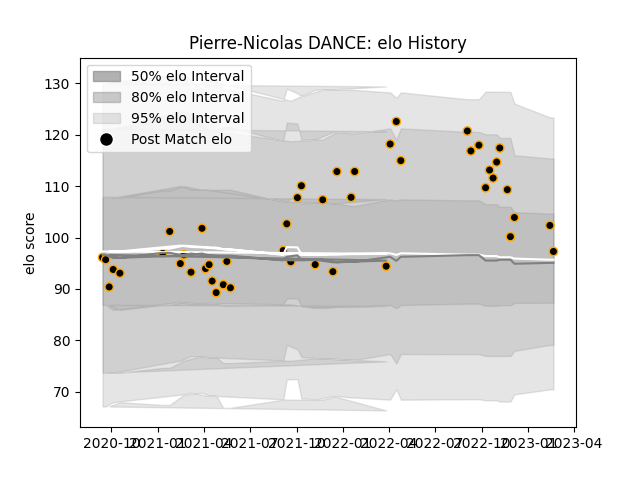 Pierre-Nicolas DANCE: elo History
50% elo Interval
80% elo Interval
95% elo Interval
Post Match elo
elo score
130
120
110
100
90
80
70
2020-10 2021-01 2021-04 2021-07 2021-10 2022-01 2022-04 2022-07 2022-10 2023-01 2023-04